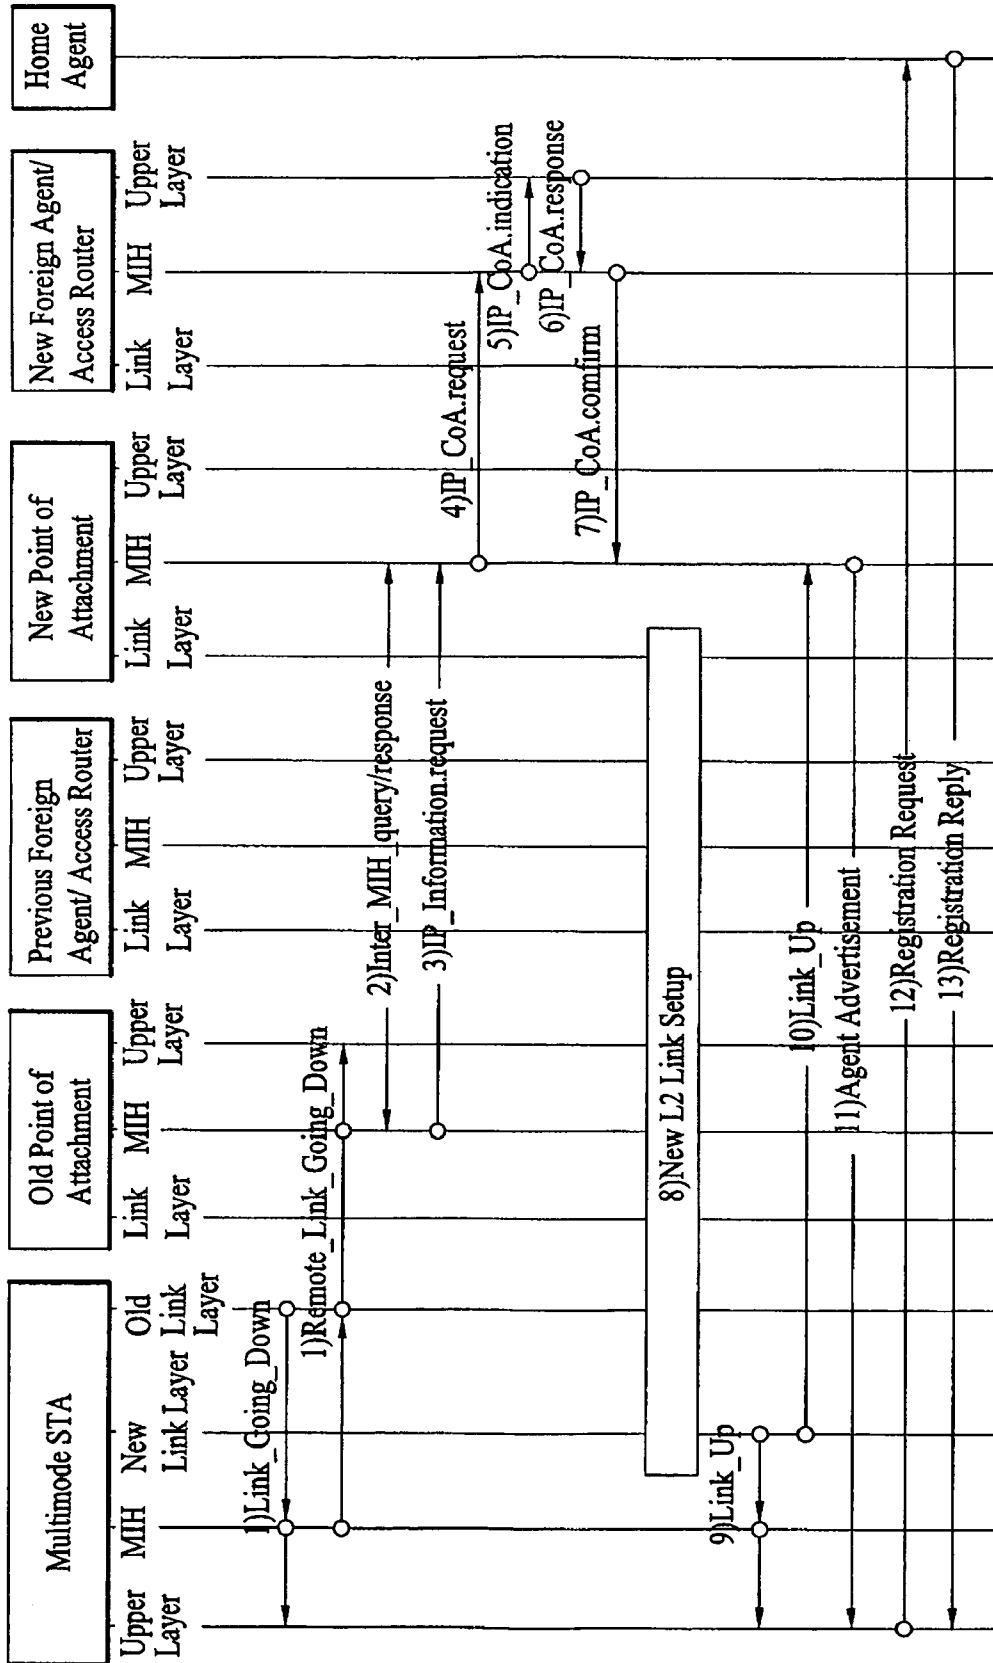 Multimode STA
Old Point of
Attachment
Previous Foreign
Agent/ Access Router
New Point of
Attachment
New Foreign Agent/
Access Router
Home
Agent
Upper
Layer
MIH
New
Link Layer
Old
Link
Layer
Link
Layer
MIH
Upper
Layer
Link
Layer
MIH
Upper
Layer
Link
Layer
MIH
Upper
Layer
Link
Layer
MIH
Upper
Layer
1)Link_Going_Down
1)Remote_Link_Going_Down
2)Inter_MIH_query/response
3)IP_Information.request
4)IP_CoA.request
5)IP_CoA.indication
6)IP_CoA.response
7)IP_CoA.comfirm
8)New L2 Link Setup
9)Link_Up
10)Link_Up
11)Agent Advertisement
12)Registration Request
13)Registration Reply